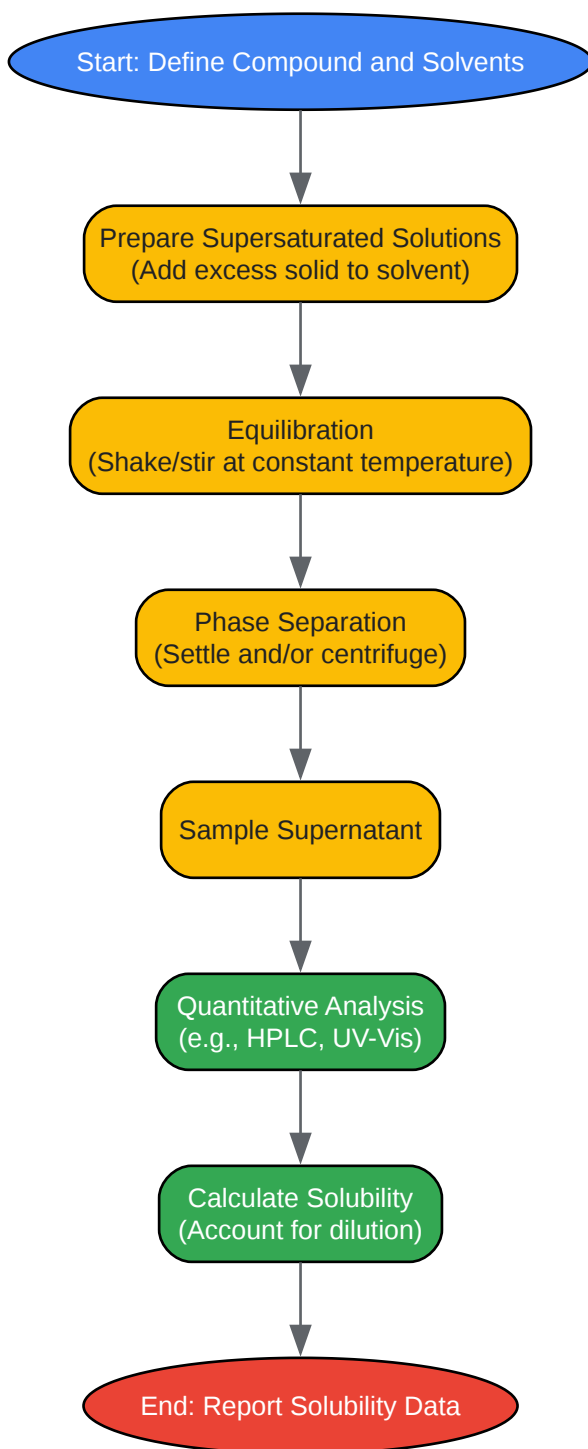 Start: Define Compound and Solvents
Prepare Supersaturated Solutions
(Add excess solid to solvent)
Equilibration
(Shake/stir at constant temperature)
Phase Separation
(Settle and/or centrifuge)
Sample Supernatant
Quantitative Analysis
(e.g., HPLC, UV-Vis)
Calculate Solubility
(Account for dilution)
End: Report Solubility Data